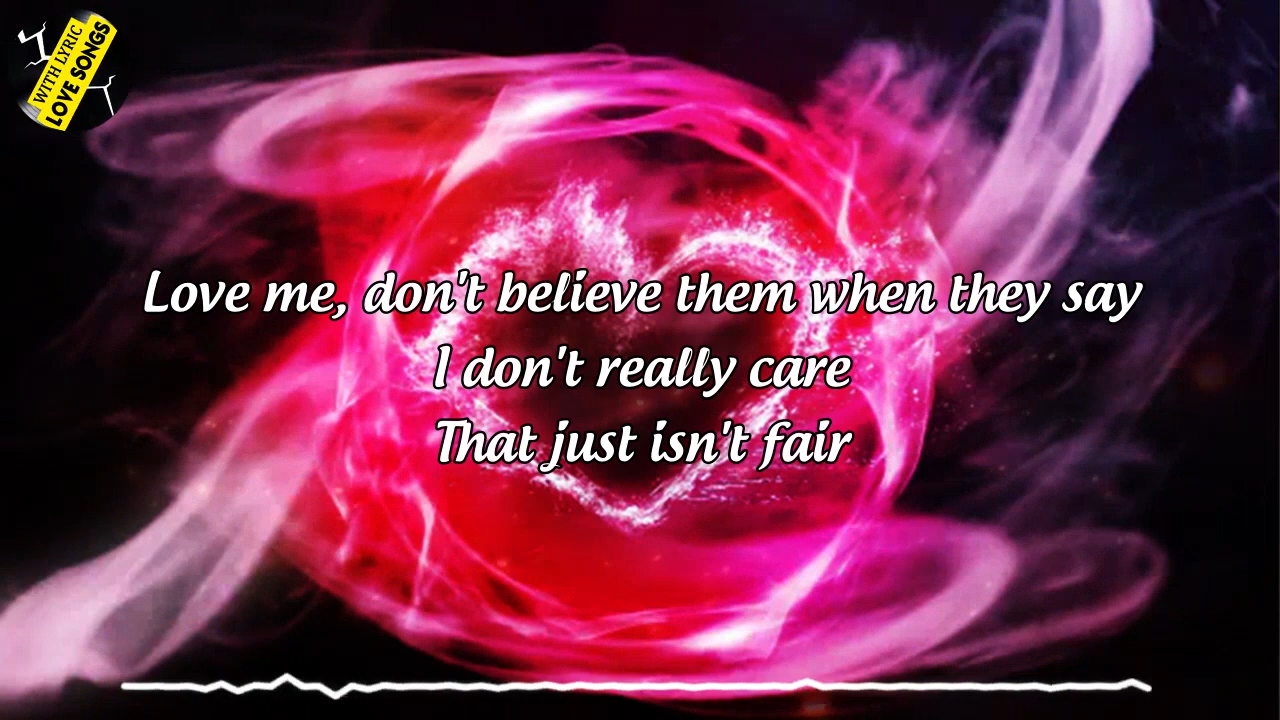 WITH LYRIC
LOVE SONGS
Love me, don't believe them when they say
I don't really care
That just isn't fair